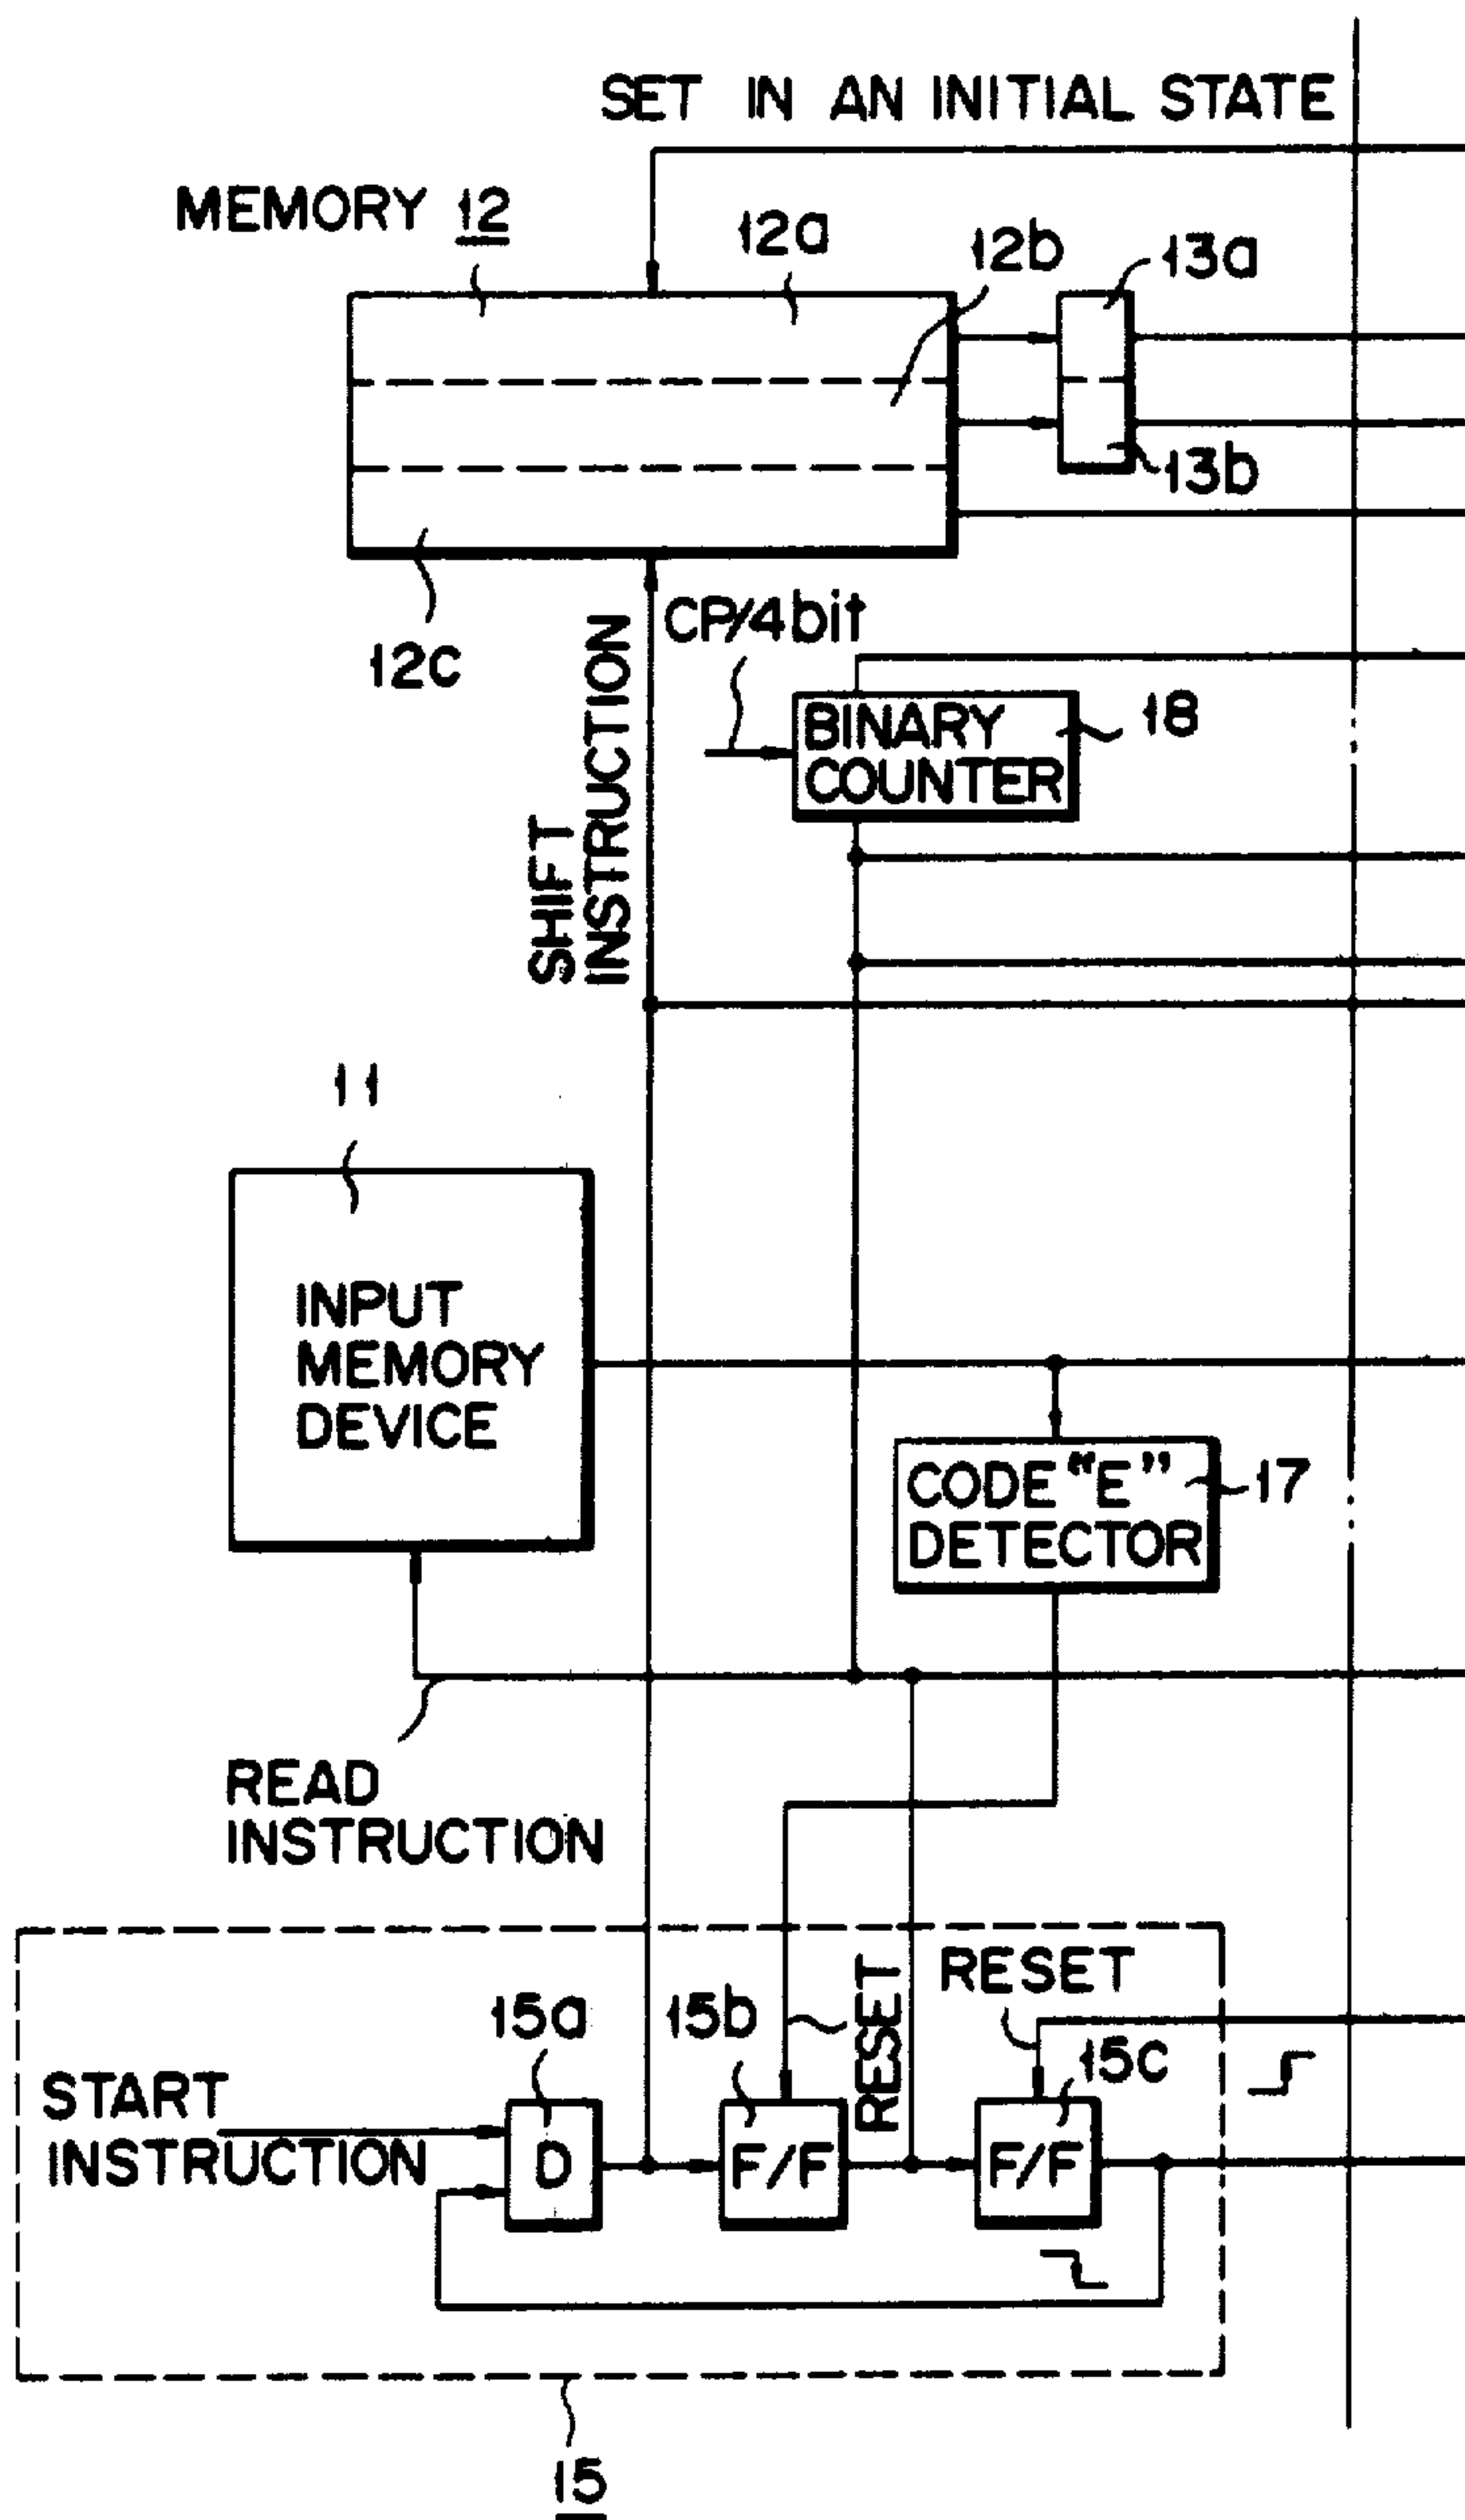 SET IN AN INITIAL STATE
MEMORY 12
12a
12b
13a
13b
12c
CP/4bit
SHIFT
INSTRUCTION
BINARY
COUNTER
18
11
INPUT
MEMORY
DEVICE
CODE "E"
DETECTOR
17
READ
INSTRUCTION
RESET
RESET
15a
15b
15c
START
INSTRUCTION
D
F/F
F/F
15